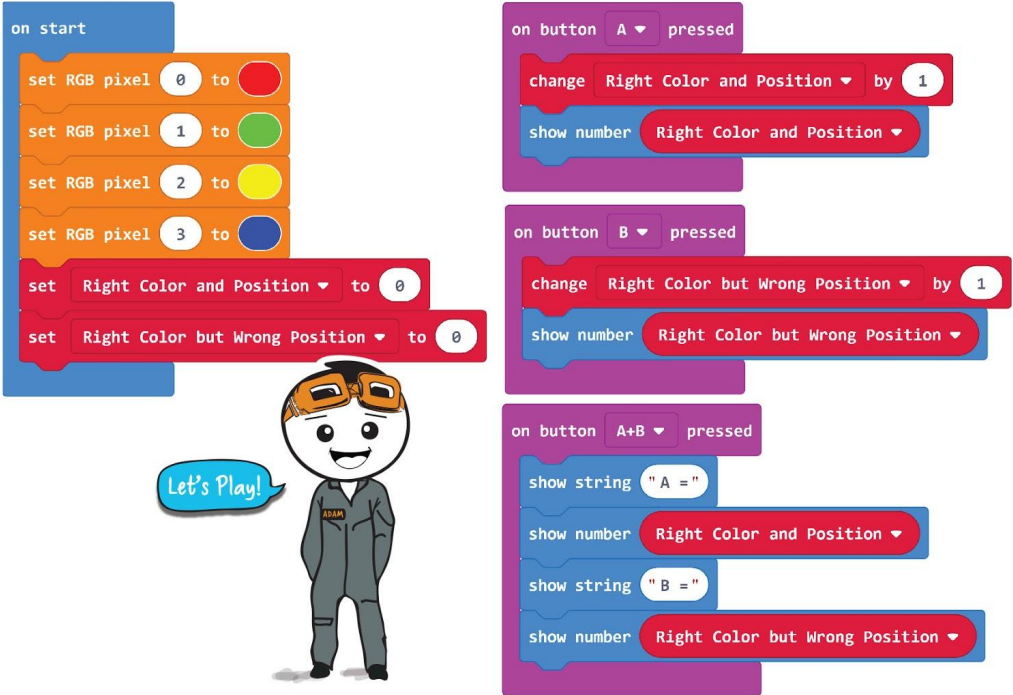 on start
set RGB pixel 0 to
set RGB pixel 1 to
set RGB pixel 2 to
set RGB pixel 3 to
set Right Color and Position to 0
set Right Color but Wrong Position to 0
Let's Play!
ADAM
on button A pressed
change Right Color and Position by 1
show number Right Color and Position
on button B pressed
change Right Color but Wrong Position by 1
show number Right Color but Wrong Position
on button A+B pressed
show string "A ="
show number Right Color and Position
show string "B ="
show number Right Color but Wrong Position